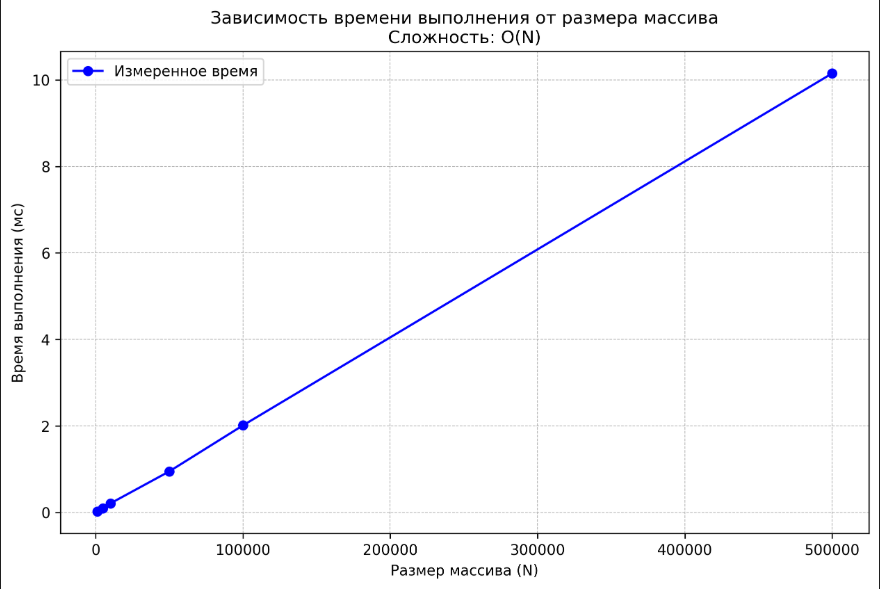 Зависимость времени выполнения от размера массива
Сложность: O(N)
Измеренное время
Время выполнения (мс)
10
8
6
4
2
0
0 100000 200000 300000 400000 500000
Размер массива (N)